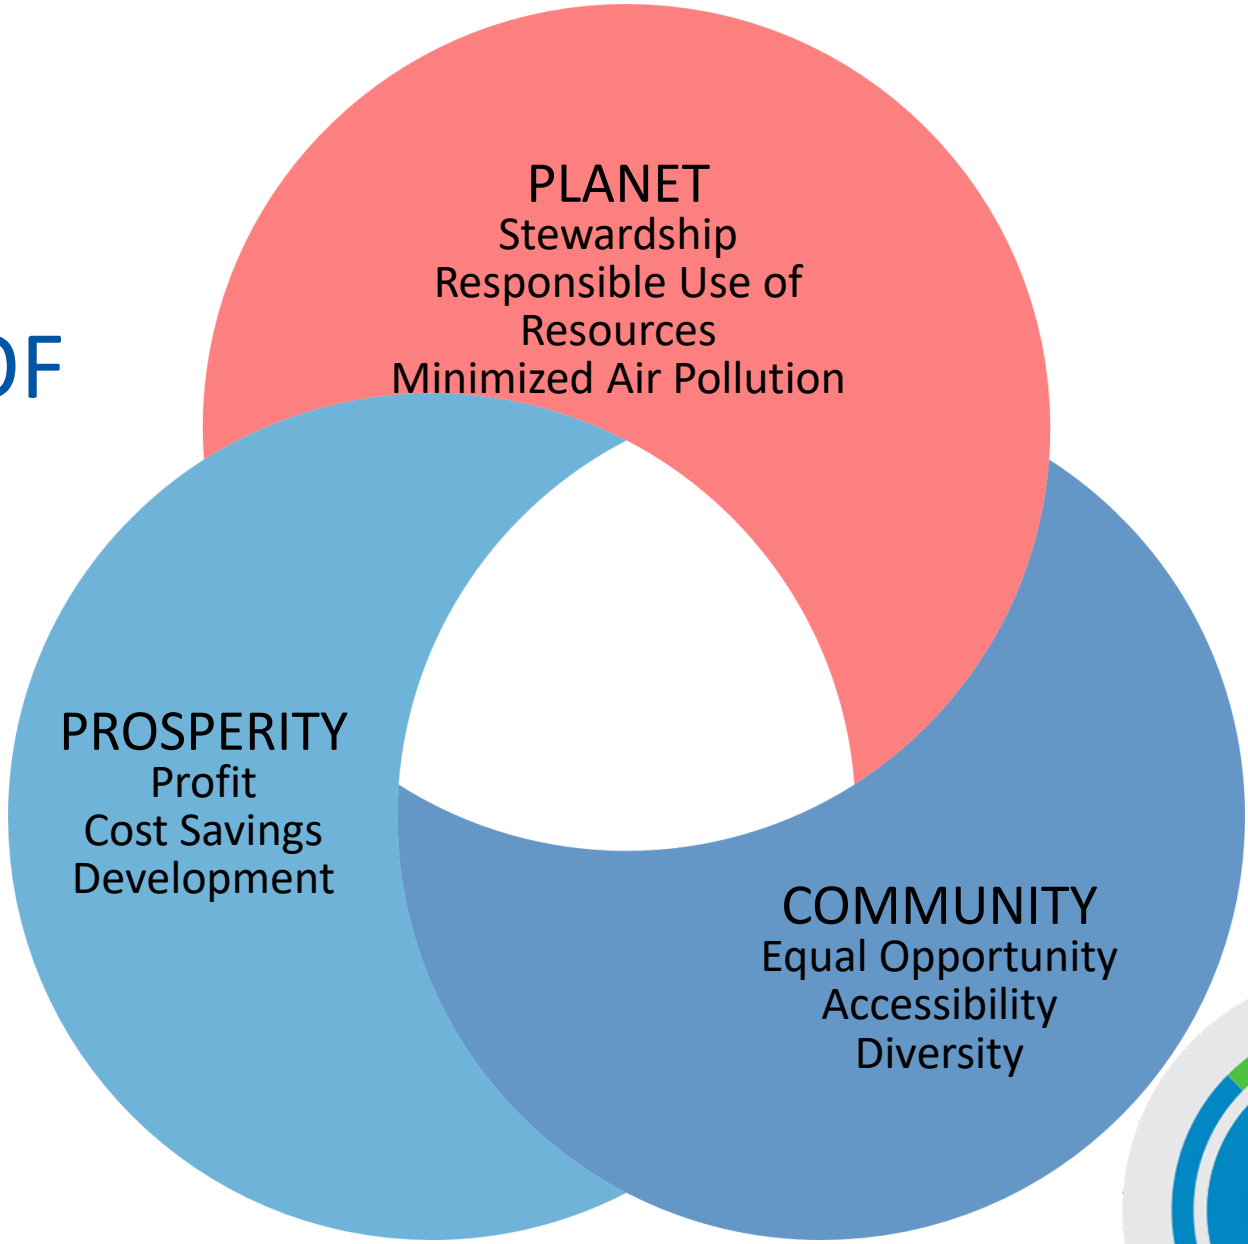 PLANET
Stewardship
Responsible Use of
Resources
Minimized Air Pollution
OF
PROSPERITY
Profit
Cost Savings
Development
COMMUNITY
Equal Opportunity
Accessibility
Diversity